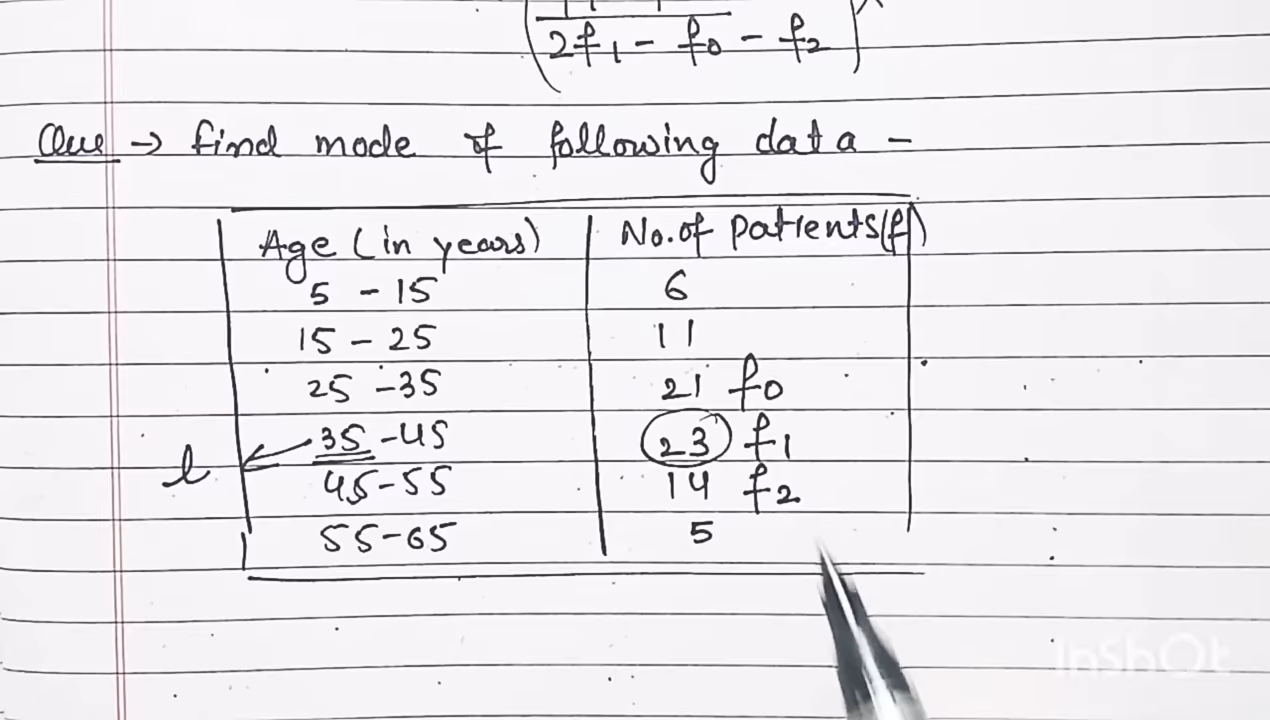 2f₁ - f₀ - f₂
Que → find mode of following data -
Age (in years) No. of Patients (f)
5 - 15 6
15 - 25 11
25 - 35 21 f₀
l 35 - 45 23 f₁
45 - 55 14 f₂
55 - 65 5
InShOt